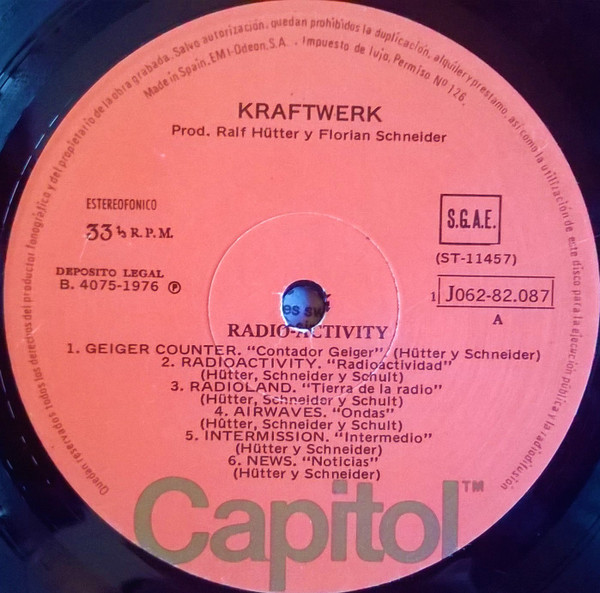 Quedan reservados todos los derechos del productor fonográfico y del propietario de la obra grabada. Salvo autorización, quedan prohibidos la duplicación, alquiler y prestamo, así como la utilización de este disco para la ejecución pública y la radiodifusión
Made in Spain, EMI-Odeon, S.A. - Impuesto de lujo, Permiso Nº 126.
KRAFTWERK
Prod. Ralf Hütter y Florian Schneider
ESTEREOFONICO
33⅓ R.P.M.
S.G.A.E.
(ST-11457)
DEPOSITO LEGAL
B. 4075-1976 Ⓟ
1 J062-82.087
A
es sw
RADIO-ACTIVITY
1. GEIGER COUNTER. “Contador Geiger”. (Hütter y Schneider)
2. RADIOACTIVITY. “Radioactividad”
(Hütter, Schneider y Schult)
3. RADIOLAND. “Tierra de la radio”
(Hütter, Schneider y Schult)
4. AIRWAVES. “Ondas”
(Hütter, Schneider y Schult)
5. INTERMISSION. “Intermedio”
(Hütter y Schneider)
6. NEWS. “Noticias”
(Hütter y Schneider)
Capitol™